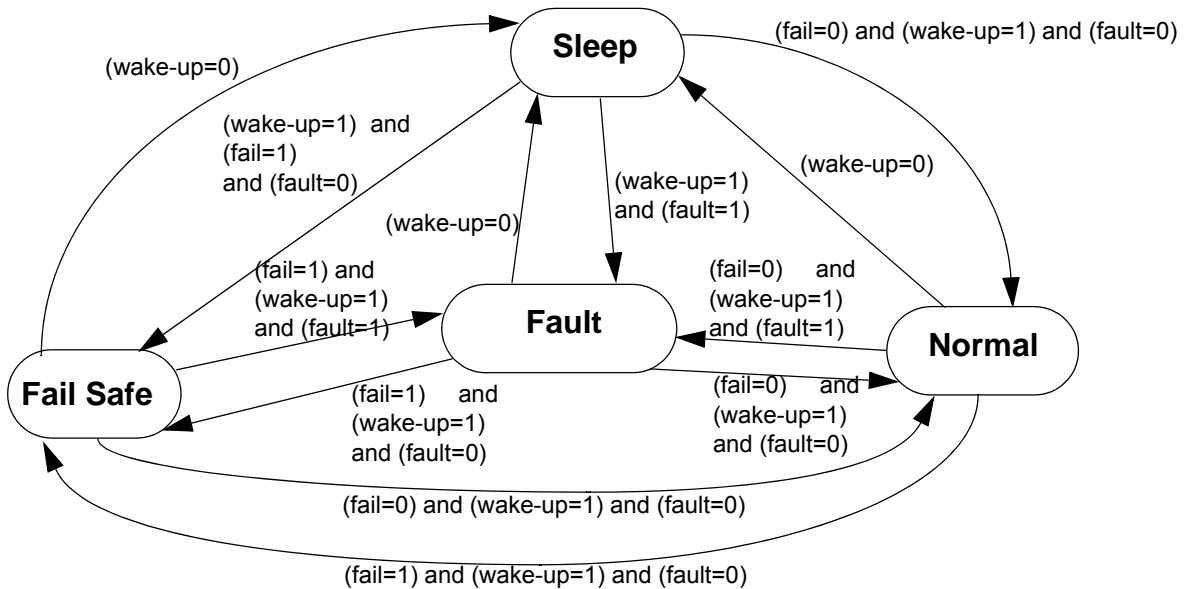 Sleep
(fail=0) and (wake-up=1) and (fault=0)
(wake-up=0)
(wake-up=1) and
(fail=1)
and (fault=0)
(wake-up=0)
(wake-up=1)
and (fault=1)
(wake-up=0)
(fail=1) and
(wake-up=1)
and (fault=1)
(fail=0) and
(wake-up=1)
and (fault=1)
Fault
Normal
Fail Safe
(fail=1) and
(wake-up=1)
and (fault=0)
(fail=0) and
(wake-up=1)
and (fault=0)
(fail=0) and (wake-up=1) and (fault=0)
(fail=1) and (wake-up=1) and (fault=0)